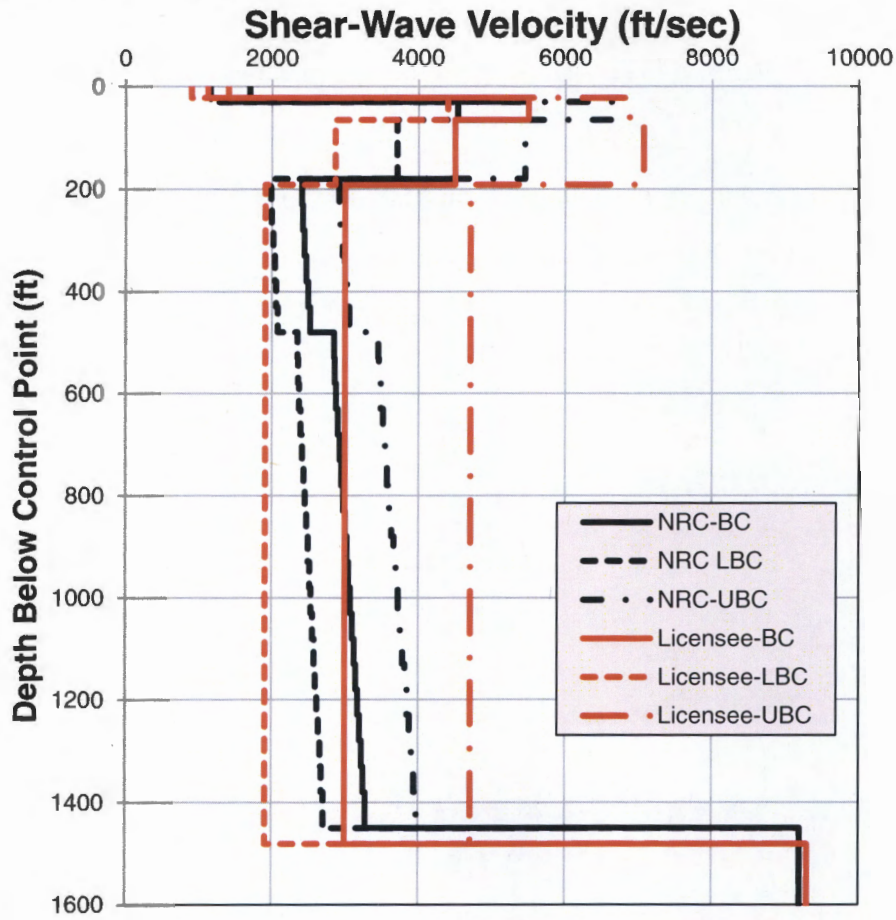 Shear-Wave Velocity (ft/sec)
0 2000 4000 6000 8000 10000
Depth Below Control Point (ft)
0
200
400
600
800
1000
1200
1400
1600
NRC-BC
NRC LBC
NRC-UBC
Licensee-BC
Licensee-LBC
Licensee-UBC